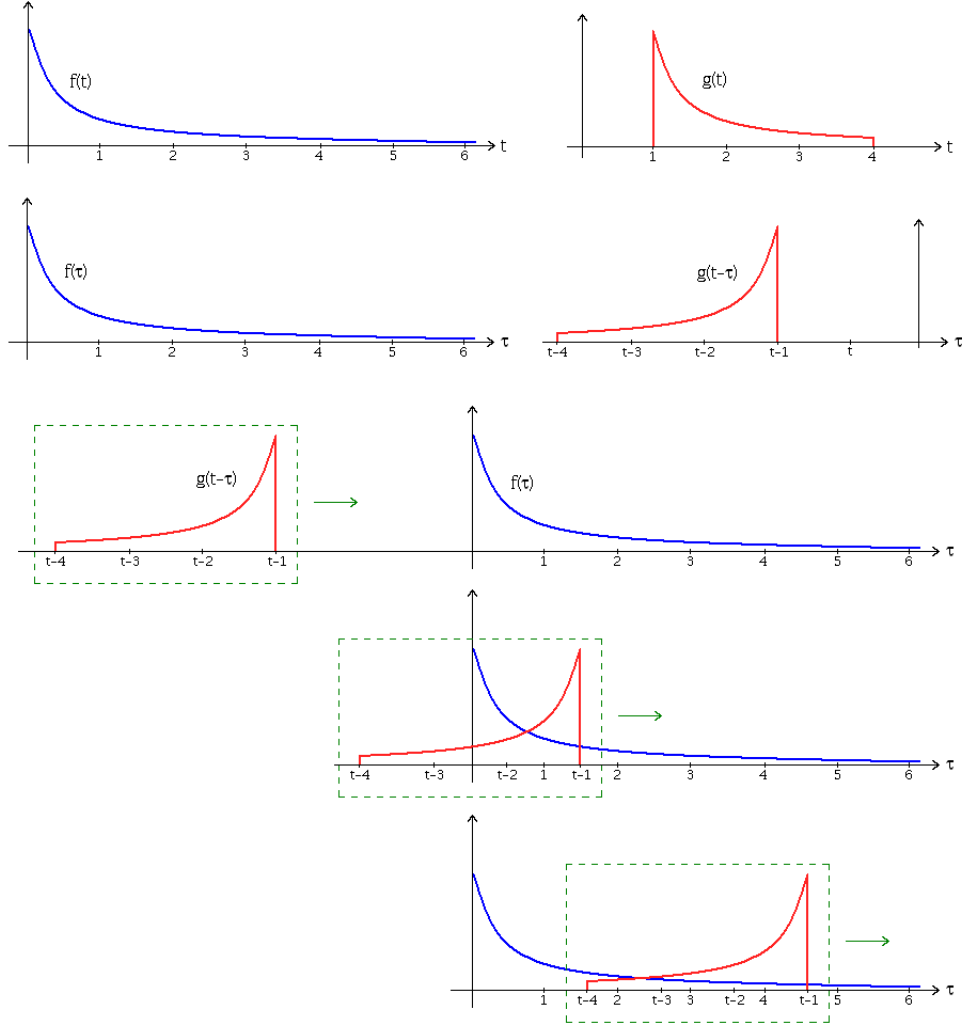 f(t)
1 2 3 4 5 6 t
g(t)
1 2 3 4 t
f(τ)
1 2 3 4 5 6 τ
g(t-τ)
t-4 t-3 t-2 t-1 t τ
g(t-τ)
t-4 t-3 t-2 t-1
f(τ)
1 2 3 4 5 6 τ
t-4 t-3 t-2 1 t-1 2 3 4 5 6 τ
1 t-4 2 t-3 3 t-2 4 t-1 5 6 τ